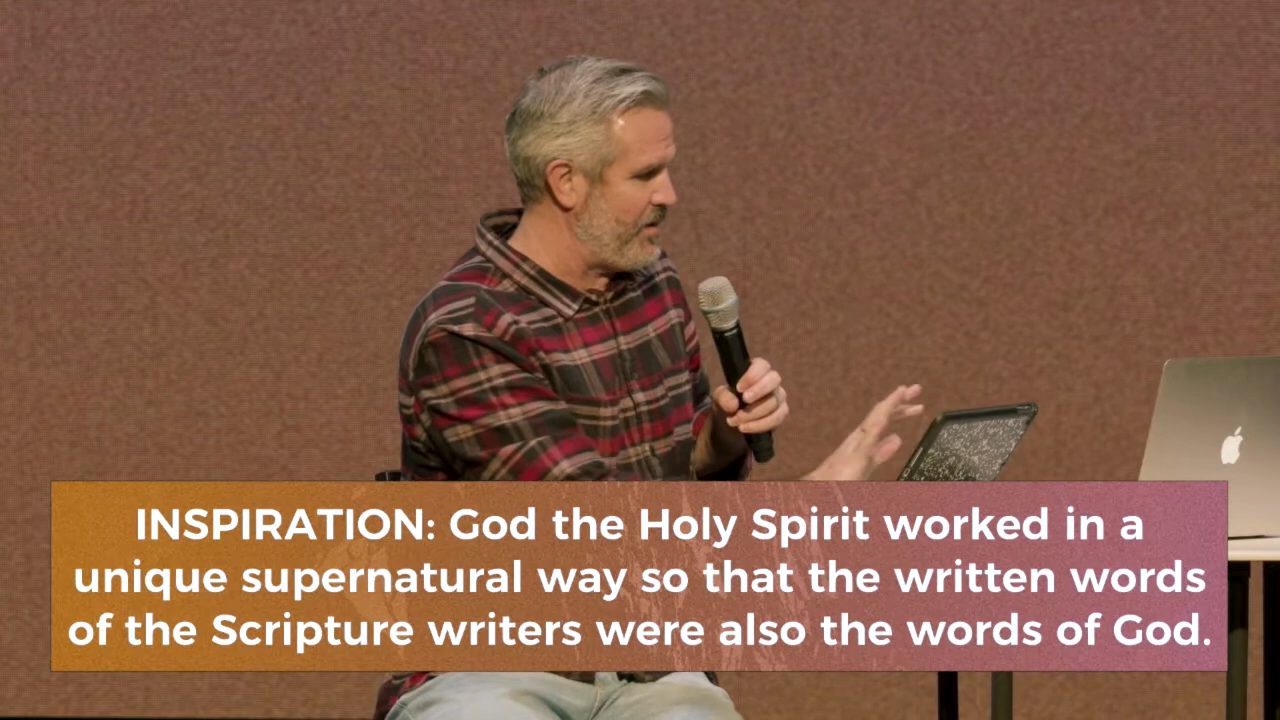 INSPIRATION: God the Holy Spirit worked in a
unique supernatural way so that the written words
of the Scripture writers were also the words of God.